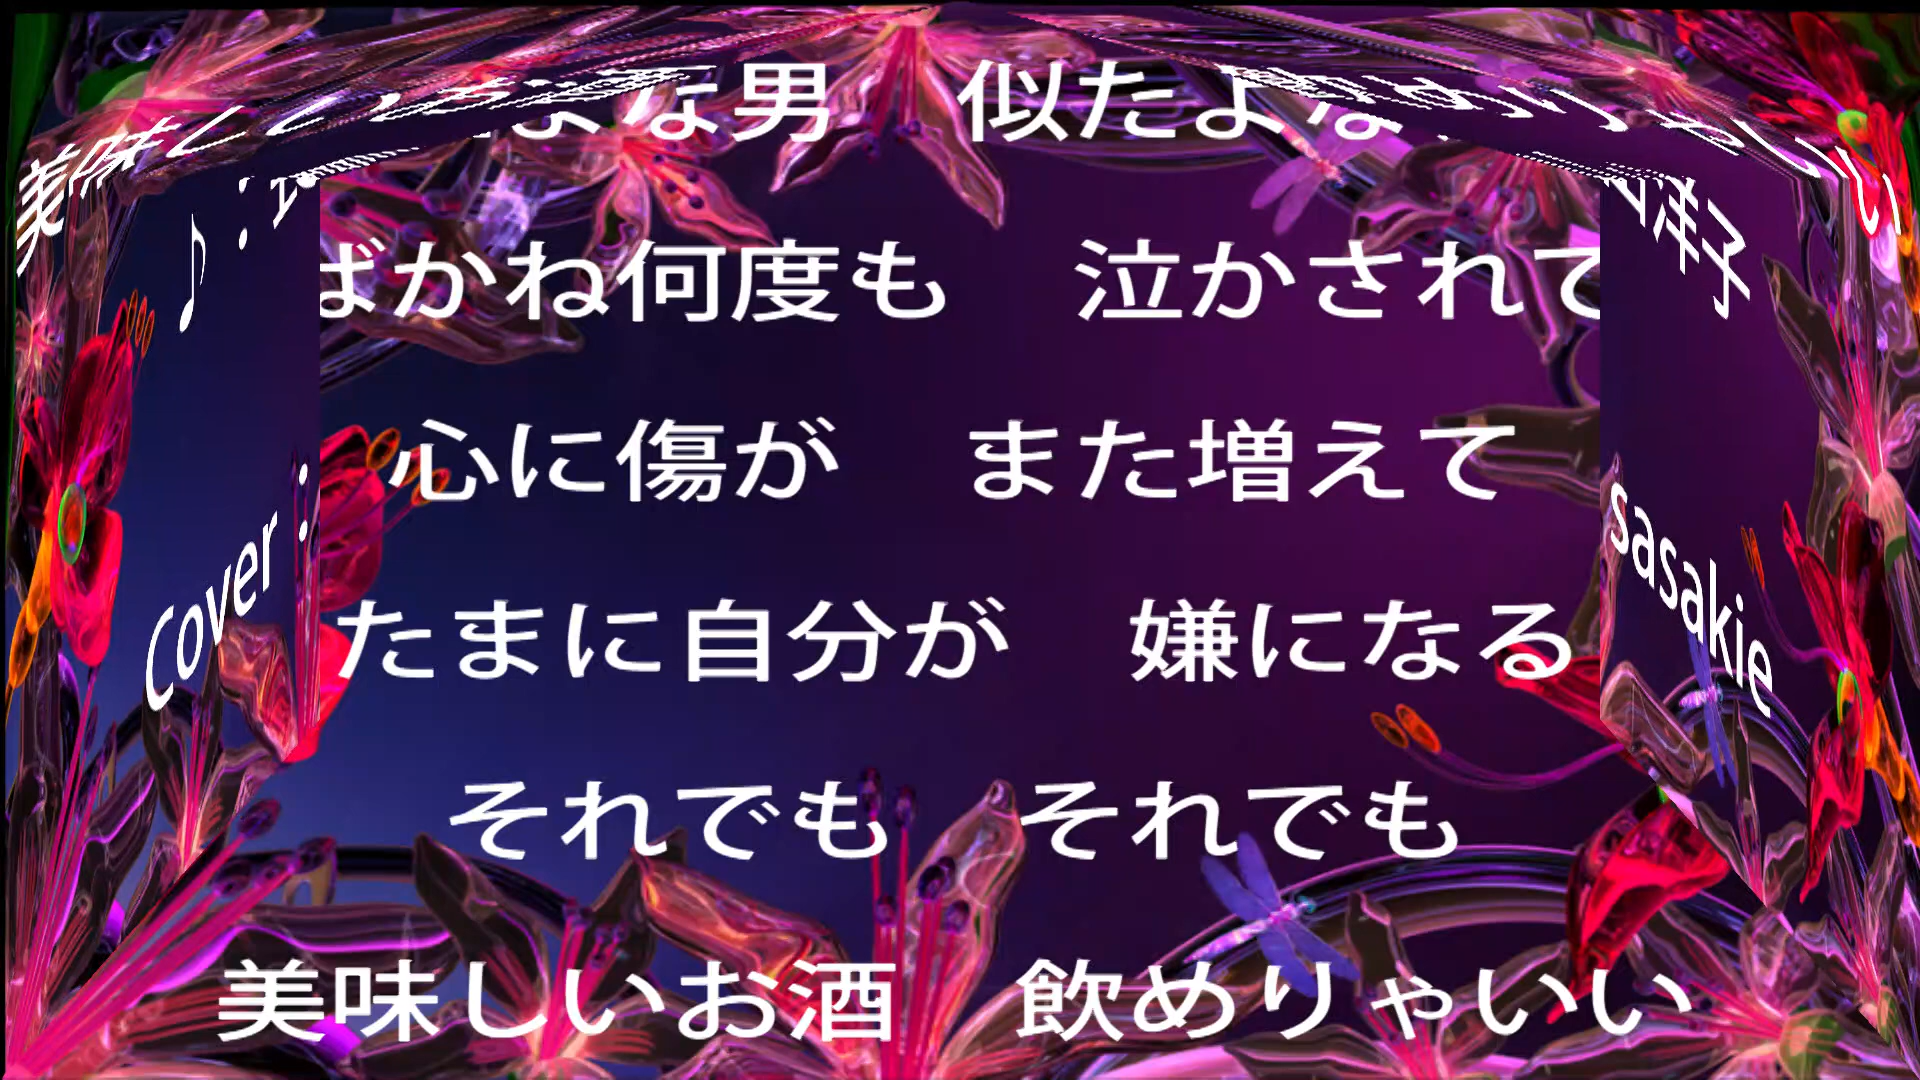 な男　似たよな
ばかね何度も　泣かされて
心に傷が　また増えて
たまに自分が　嫌になる
それでも　それでも
美味しいお酒　飲めりゃいい
♪：
洋子
Cover：
sasakie